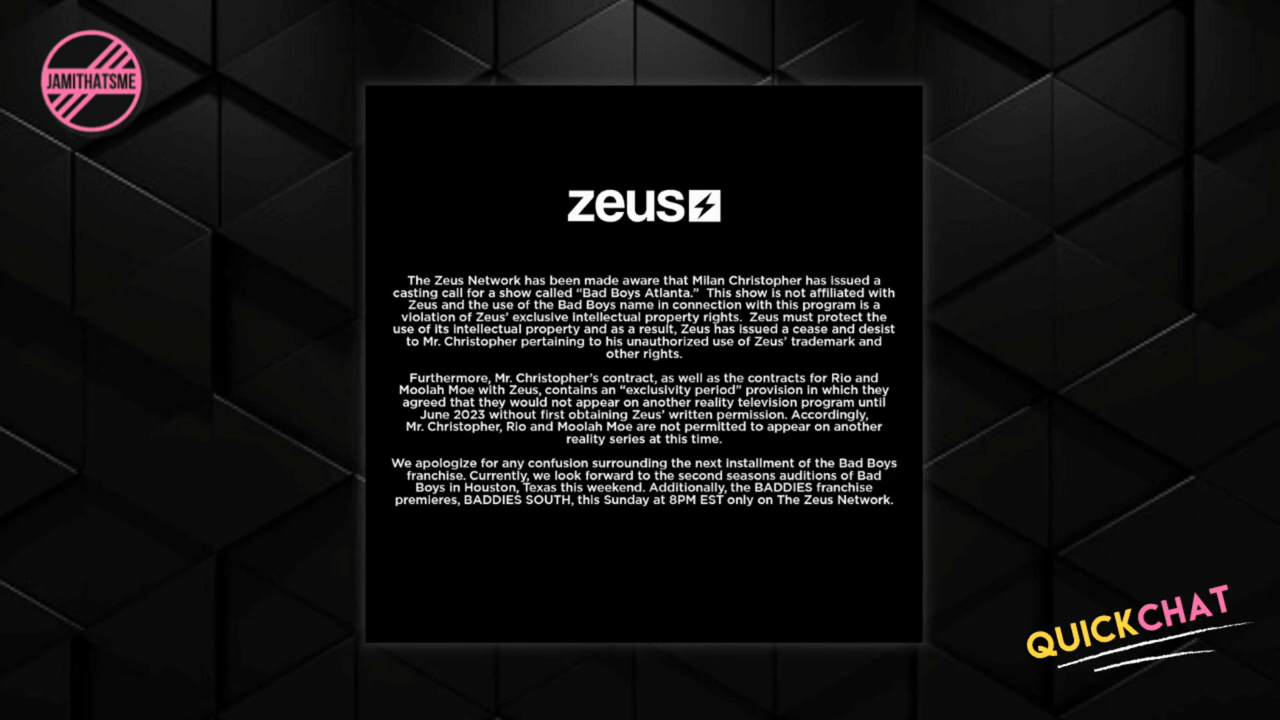 JAMITHATSME
zeus
The Zeus Network has been made aware that Milan Christopher has issued a
casting call for a show called “Bad Boys Atlanta.”  This show is not affiliated with
Zeus and the use of the Bad Boys name in connection with this program is a
violation of Zeus’ exclusive intellectual property rights.  Zeus must protect the
use of its intellectual property and as a result, Zeus has issued a cease and desist
to Mr. Christopher pertaining to his unauthorized use of Zeus’ trademark and
other rights.
Furthermore, Mr. Christopher’s contract, as well as the contracts for Rio and
Moolah Moe with Zeus, contains an “exclusivity period” provision in which they
agreed that they would not appear on another reality television program until
June 2023 without first obtaining Zeus’ written permission. Accordingly,
Mr. Christopher, Rio and Moolah Moe are not permitted to appear on another
reality series at this time.
We apologize for any confusion surrounding the next installment of the Bad Boys
franchise. Currently, we look forward to the second seasons auditions of Bad
Boys in Houston, Texas this weekend. Additionally, the BADDIES franchise
premieres, BADDIES SOUTH, this Sunday at 8PM EST only on The Zeus Network.
QUICKCHAT